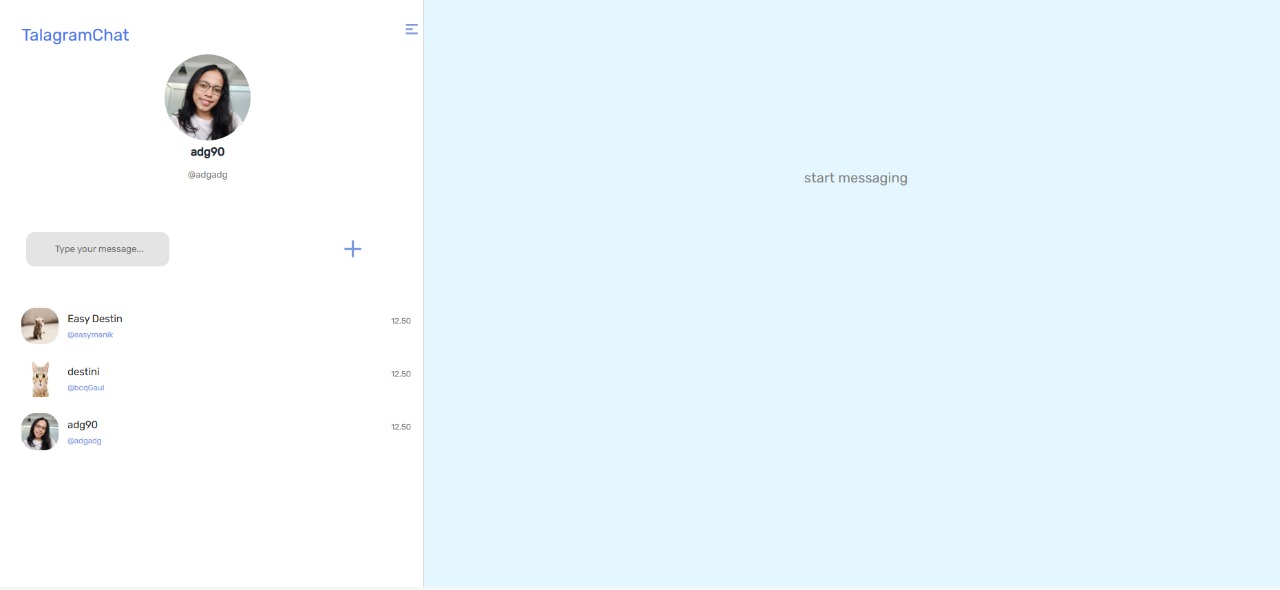 TalagramChat
adg90
@adgadg
Type your message...
Easy Destin
12.50
@easymanik
destini
12.50
@bcqGaul
adg90
12.50
@adgadg
start messaging